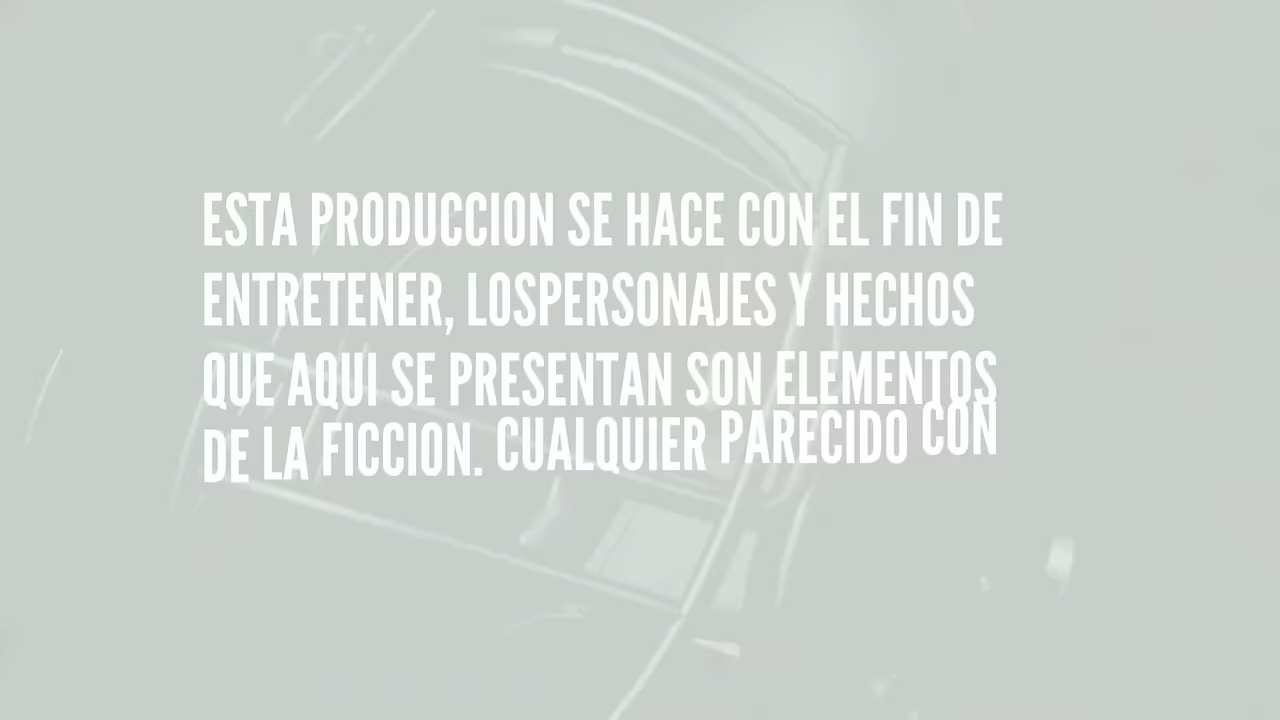 ESTA PRODUCCION SE HACE CON EL FIN DE
ENTRETENER, LOSPERSONAJES Y HECHOS
QUE AQUI SE PRESENTAN SON ELEMENTOS
DE LA FICCION. CUALQUIER PARECIDO CON